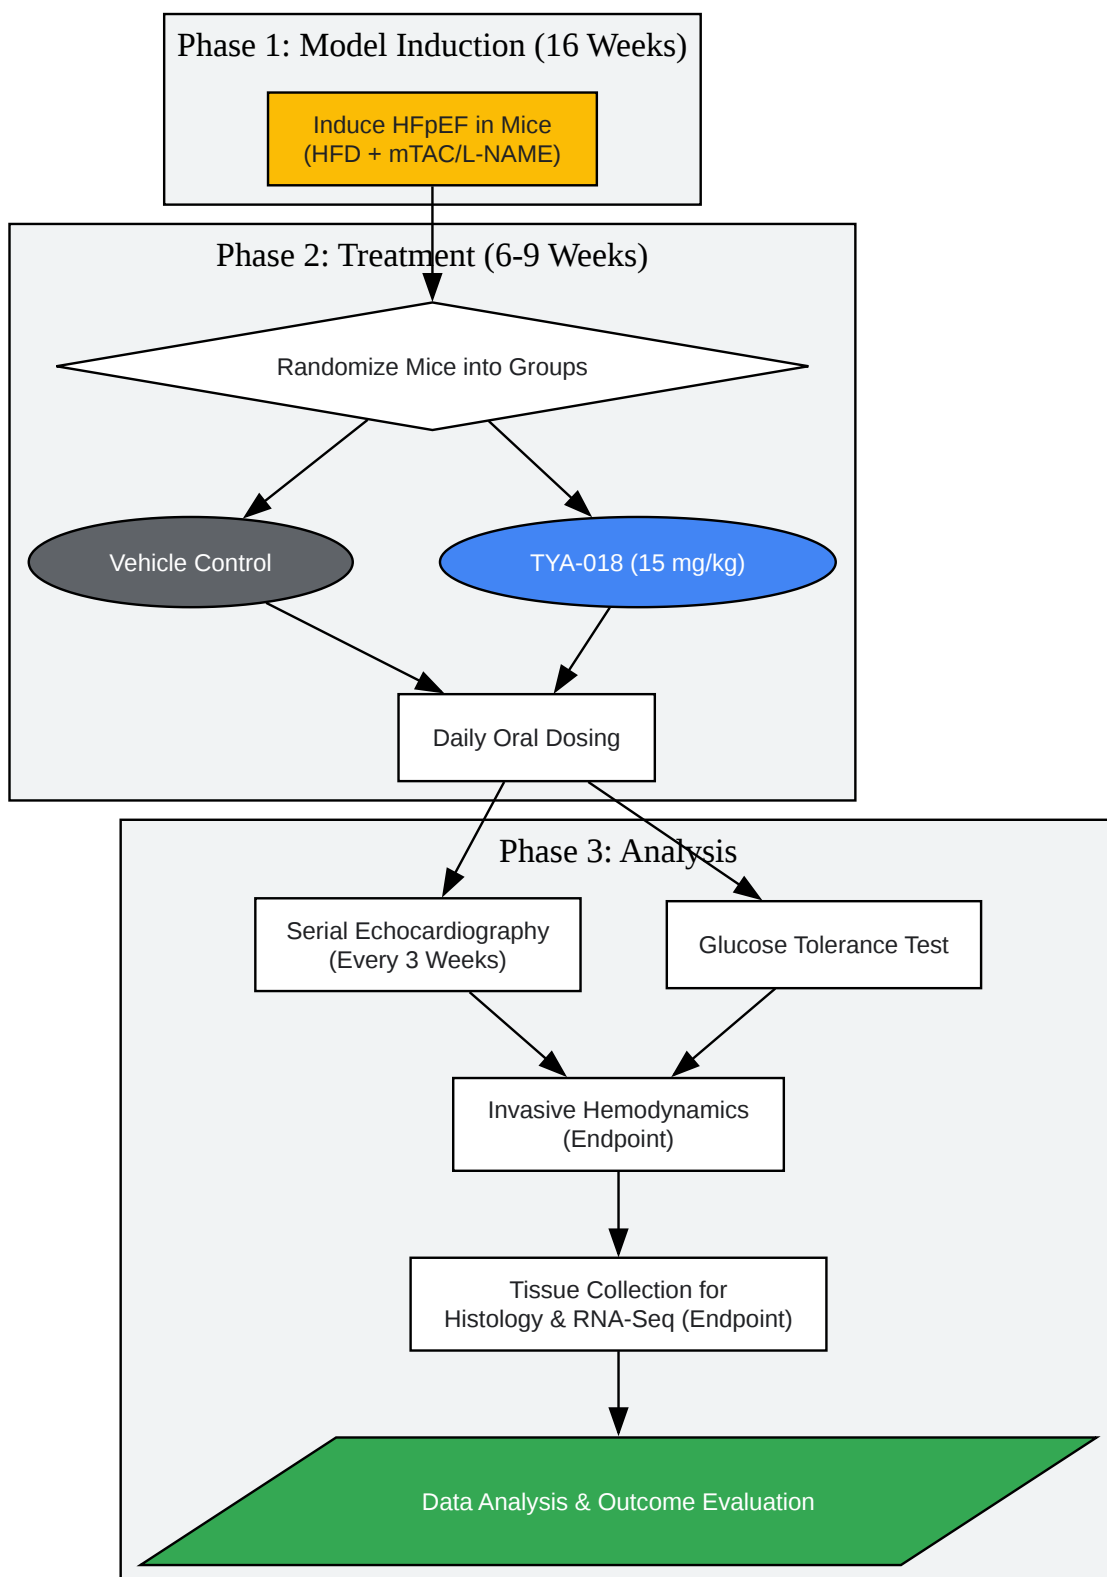 Phase 1: Model Induction (16 Weeks)
Induce HFpEF in Mice
(HFD + mTAC/L-NAME)
Phase 2: Treatment (6-9 Weeks)
Randomize Mice into Groups
Vehicle Control
TYA-018 (15 mg/kg)
Daily Oral Dosing
Phase 3: Analysis
Serial Echocardiography
(Every 3 Weeks)
Glucose Tolerance Test
Invasive Hemodynamics
(Endpoint)
Tissue Collection for
Histology & RNA-Seq (Endpoint)
Data Analysis & Outcome Evaluation